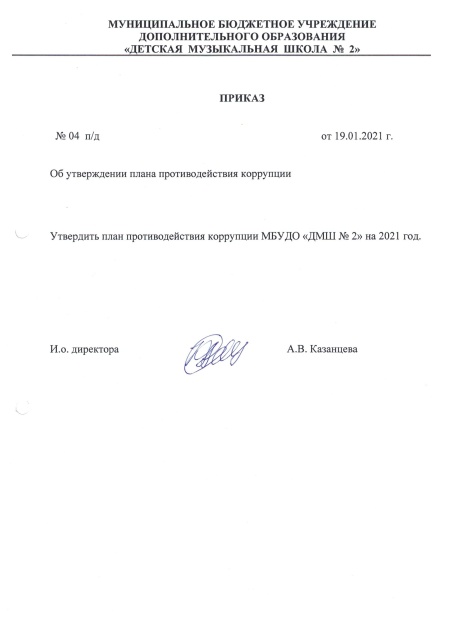 МУНИЦИПАЛЬНОЕ БЮДЖЕТНОЕ УЧРЕЖДЕНИЕ
ДОПОЛНИТЕЛЬНОГО ОБРАЗОВАНИЯ
«ДЕТСКАЯ МУЗЫКАЛЬНАЯ ШКОЛА № 2»
ПРИКАЗ
№ 04 п/д от 19.01.2021 г.
Об утверждении плана противодействия коррупции
Утвердить план противодействия коррупции МБУДО «ДМШ № 2» на 2021 год.
И.о. директора А.В. Казанцева